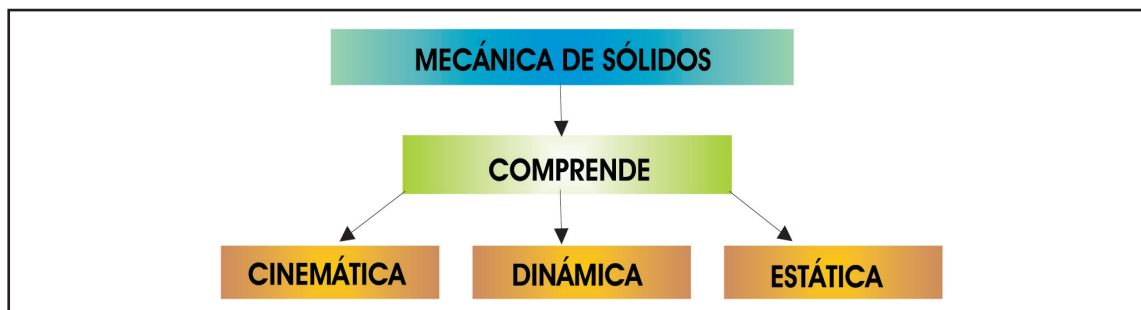 MECÁNICA DE SÓLIDOS
COMPRENDE
CINEMÁTICA
DINÁMICA
ESTÁTICA